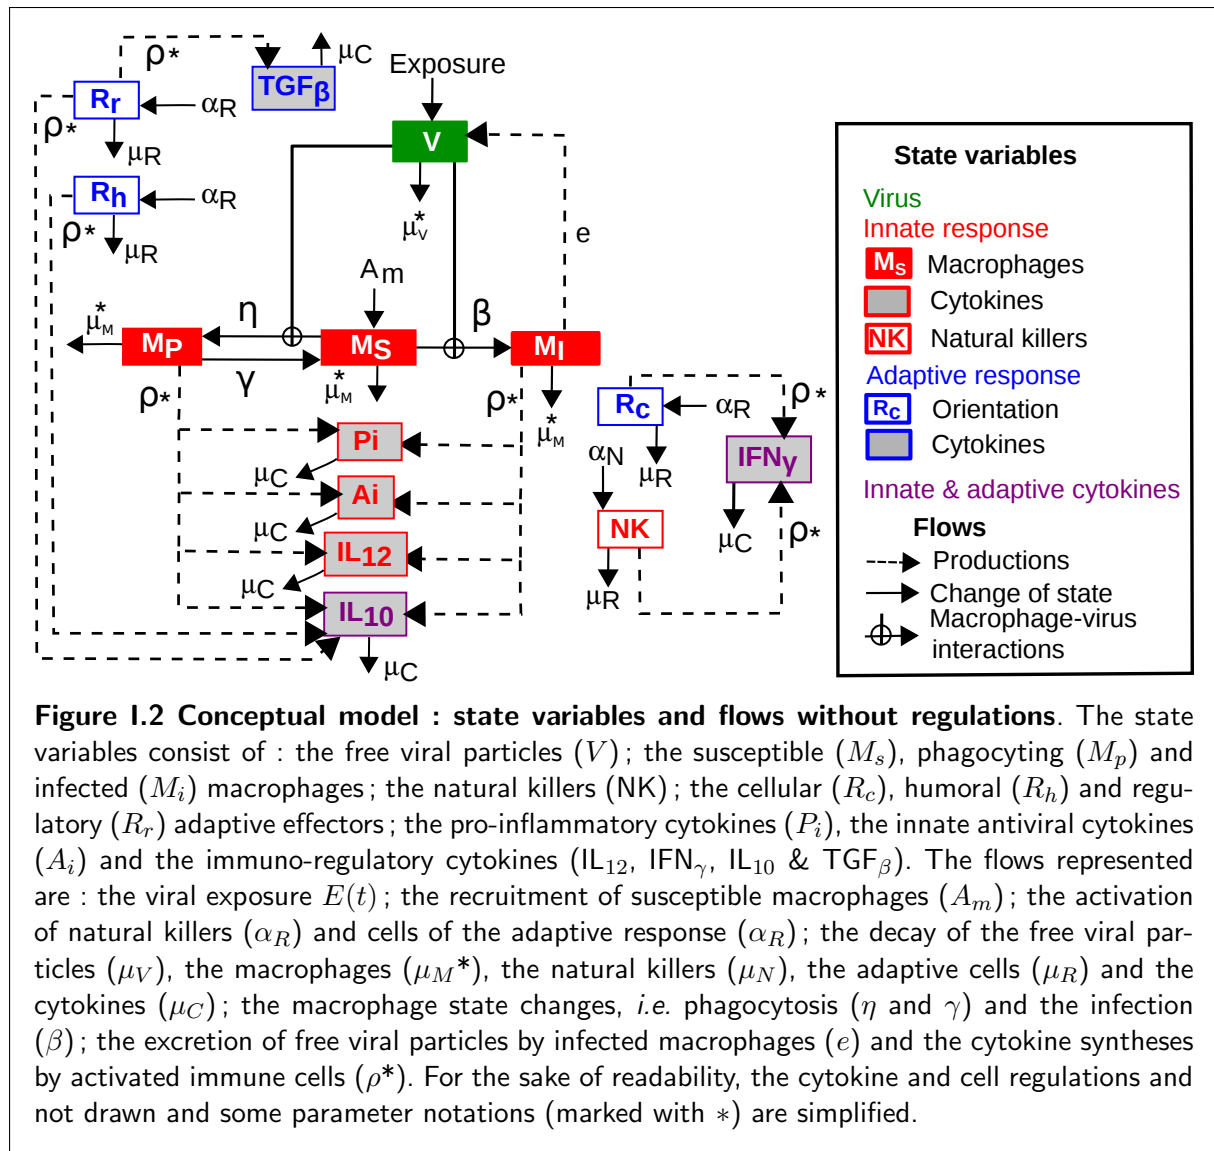 ρ*
μC
Exposure
TGFβ
Rr
αR
V
ρ*
μR
Rh
αR
ρ*
μR
μV*
e
Am
μM*
η
β
MP
MS
MI
γ
ρ*
μM*
ρ*
μM*
Rc
αR
ρ*
Pi
μC
αN
μR
IFNγ
Ai
μC
NK
μC
ρ*
IL12
μC
μR
IL10
μC
State variables
Virus
Innate response
Ms Macrophages
Cytokines
NK Natural killers
Adaptive response
Rc Orientation
Cytokines
Innate & adaptive cytokines
Flows
Productions
Change of state
Macrophage-virus
interactions
Figure I.2 Conceptual model : state variables and flows without regulations. The state
variables consist of : the free viral particles (V) ; the susceptible (Ms), phagocyting (Mp) and
infected (Mi) macrophages ; the natural killers (NK) ; the cellular (Rc), humoral (Rh) and regu-
latory (Rr) adaptive effectors ; the pro-inflammatory cytokines (Pi), the innate antiviral cytokines
(Ai) and the immuno-regulatory cytokines (IL12, IFNγ, IL10 & TGFβ). The flows represented
are : the viral exposure E(t) ; the recruitment of susceptible macrophages (Am) ; the activation
of natural killers (αR) and cells of the adaptive response (αR) ; the decay of the free viral par-
ticles (μV), the macrophages (μM*), the natural killers (μN), the adaptive cells (μR) and the
cytokines (μC) ; the macrophage state changes, i.e. phagocytosis (η and γ) and the infection
(β) ; the excretion of free viral particles by infected macrophages (e) and the cytokine syntheses
by activated immune cells (ρ*). For the sake of readability, the cytokine and cell regulations and
not drawn and some parameter notations (marked with *) are simplified.